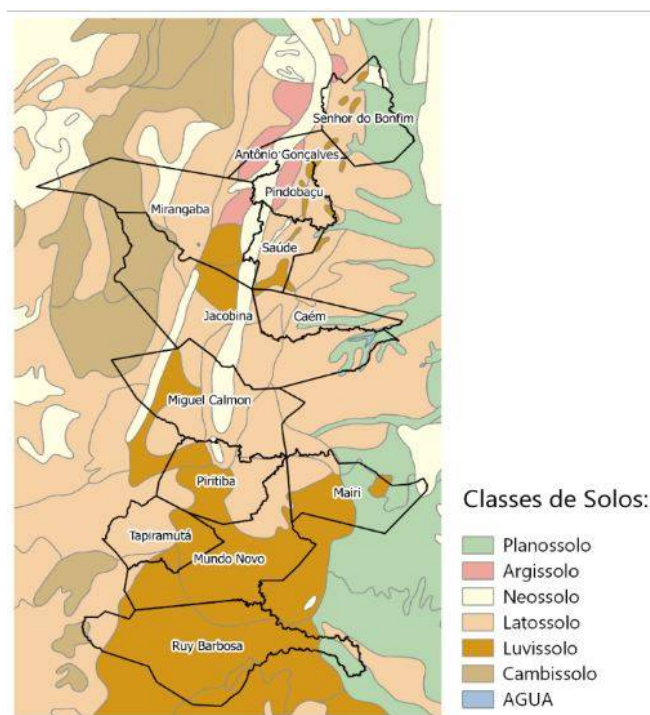 Senhor do Bonfim
Antônio Gonçalves
Pindobaçu
Mirangaba
Saúde
Jacobina
Caém
Miguel Calmon
Piritiba
Mairi
Tapiramutá
Mundo Novo
Ruy Barbosa
Classes de Solos:
Planossolo
Argissolo
Neossolo
Latossolo
Luvissolo
Cambissolo
AGUA